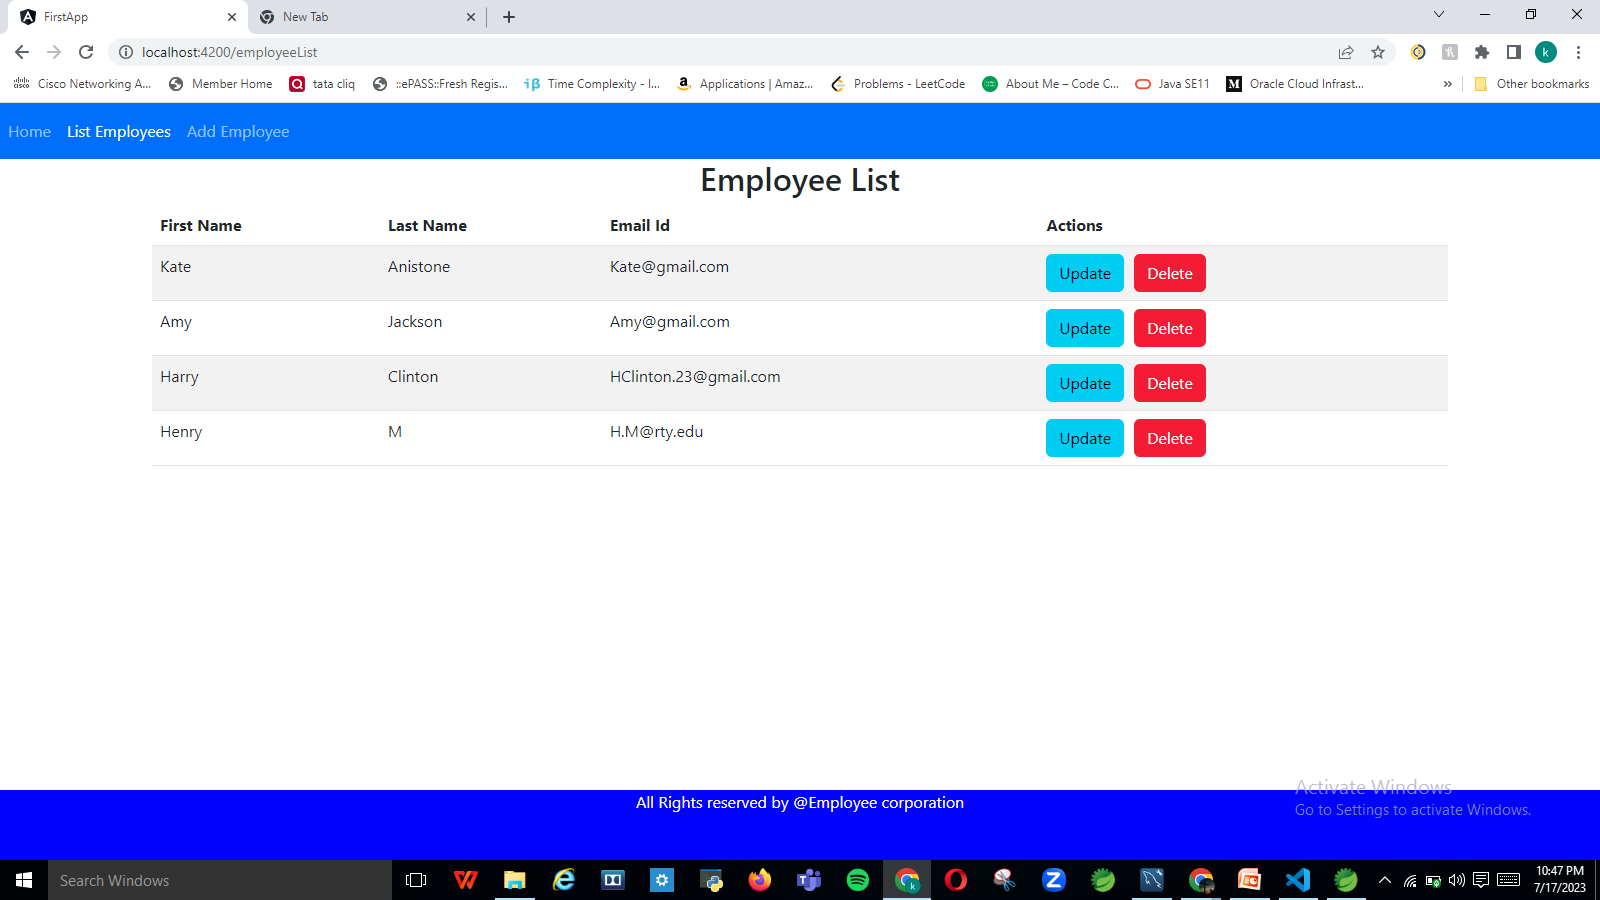 FirstApp
New Tab
localhost:4200/employeeList
k
Cisco Networking A...
Member Home
tata cliq
::ePASS::Fresh Regis...
Time Complexity - I...
Applications | Amaz...
Problems - LeetCode
About Me – Code C...
Java SE11
Oracle Cloud Infrast...
»
Other bookmarks
Home List Employees Add Employee
Employee List
First Name Last Name Email Id Actions
Kate Anistone Kate@gmail.com Update Delete
Amy Jackson Amy@gmail.com Update Delete
Harry Clinton HClinton.23@gmail.com Update Delete
Henry M H.M@rty.edu Update Delete
Activate Windows
Go to Settings to activate Windows.
All Rights reserved by @Employee corporation
Search Windows
10:47 PM
7/17/2023